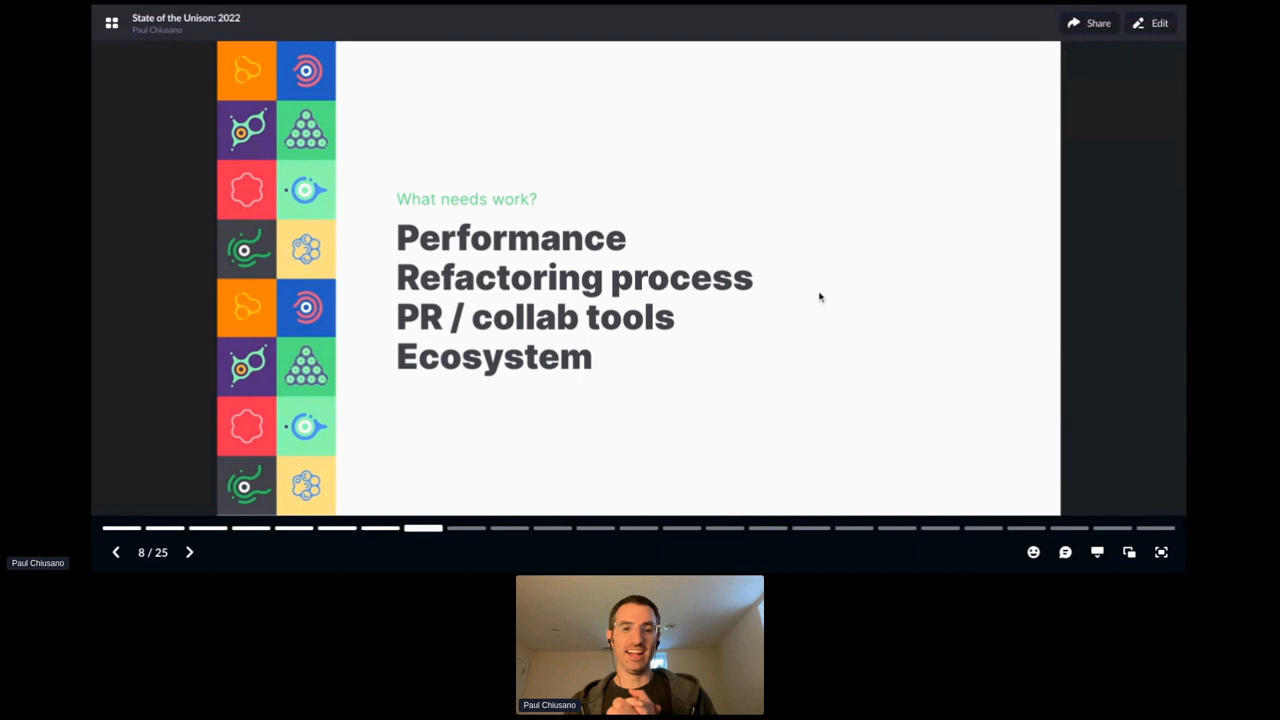 State of the Unison: 2022
Paul Chiusano
Share
Edit
What needs work?
Performance
Refactoring process
PR / collab tools
Ecosystem
8 / 25
Paul Chiusano
Paul Chiusano